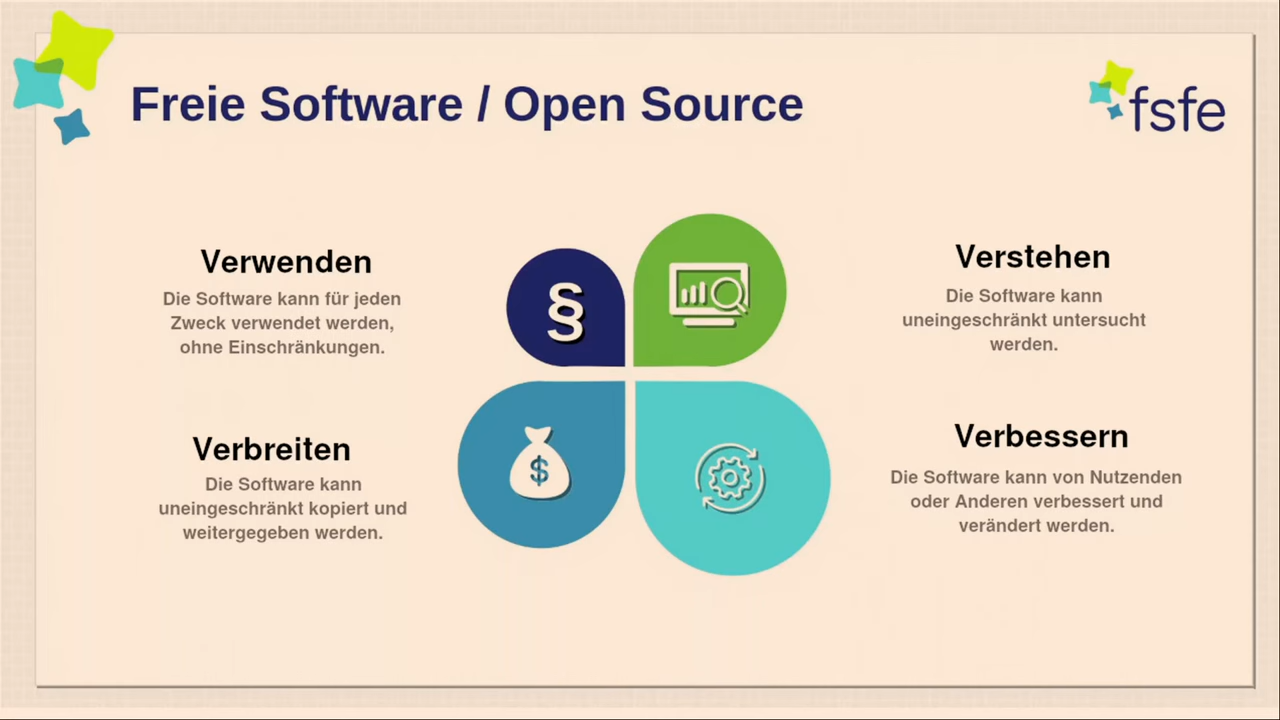 Freie Software / Open Source
fsfe
Verwenden
Die Software kann für jeden
Zweck verwendet werden,
ohne Einschränkungen.
§
Verstehen
Die Software kann
uneingeschränkt untersucht
werden.
Verbreiten
Die Software kann
uneingeschränkt kopiert und
weitergegeben werden.
$
Verbessern
Die Software kann von Nutzenden
oder Anderen verbessert und
verändert werden.